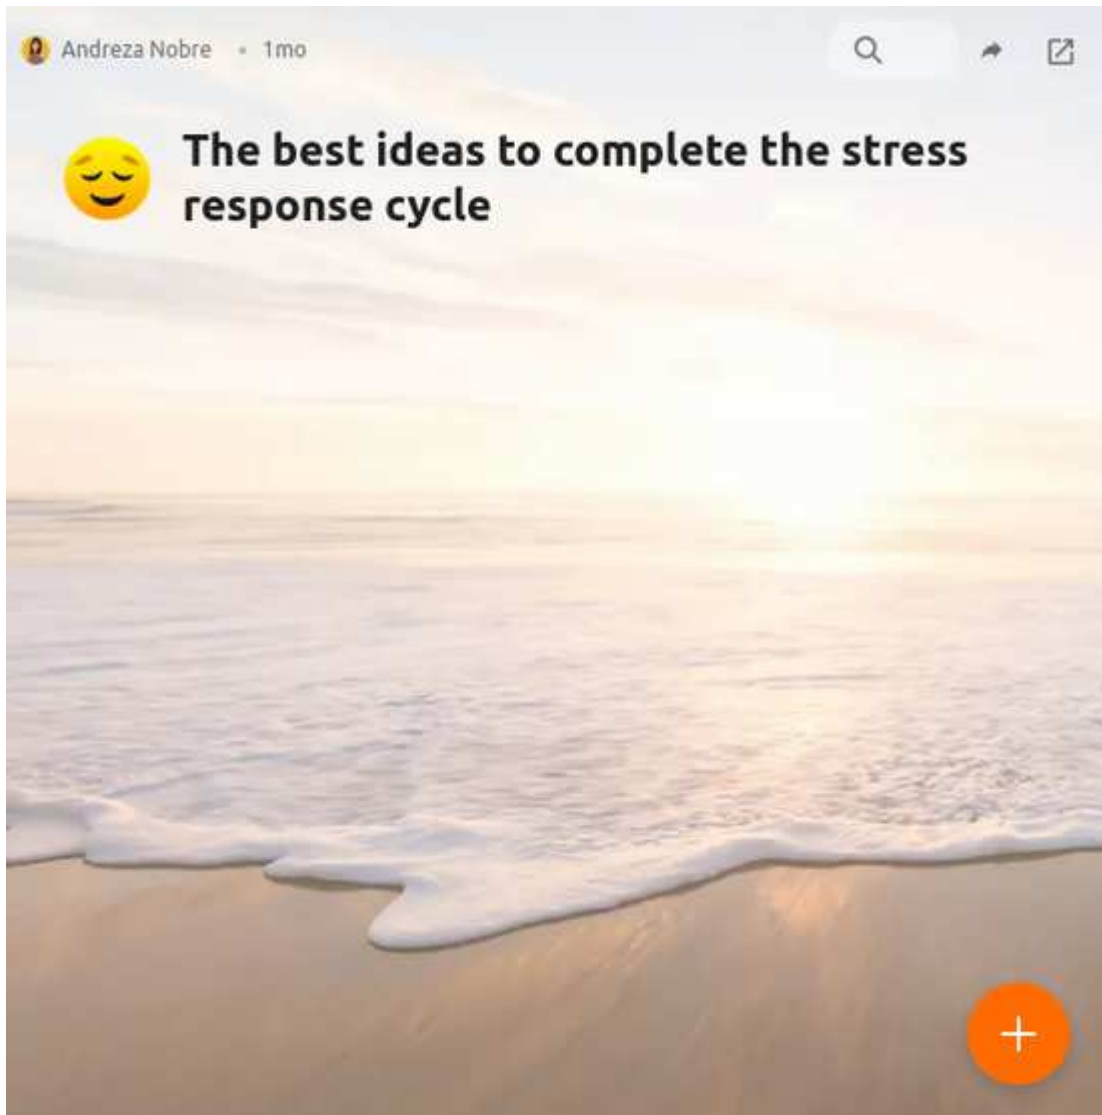 Andreza Nobre • 1mo
The best ideas to complete the stress
response cycle